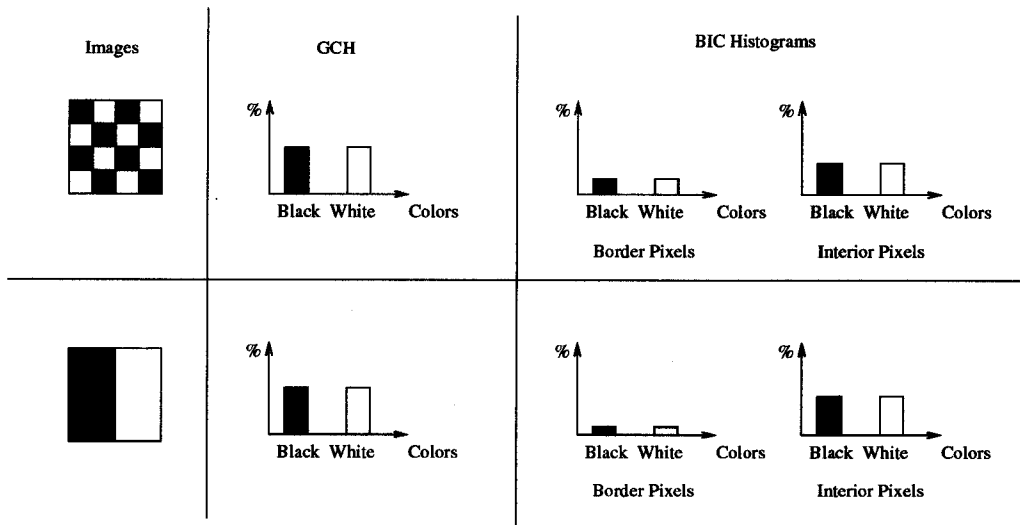 Images
GCH
BIC Histograms
%
Black White Colors
%
Black White Colors
Border Pixels
%
Black White Colors
Interior Pixels
%
Black White Colors
%
Black White Colors
Border Pixels
%
Black White Colors
Interior Pixels